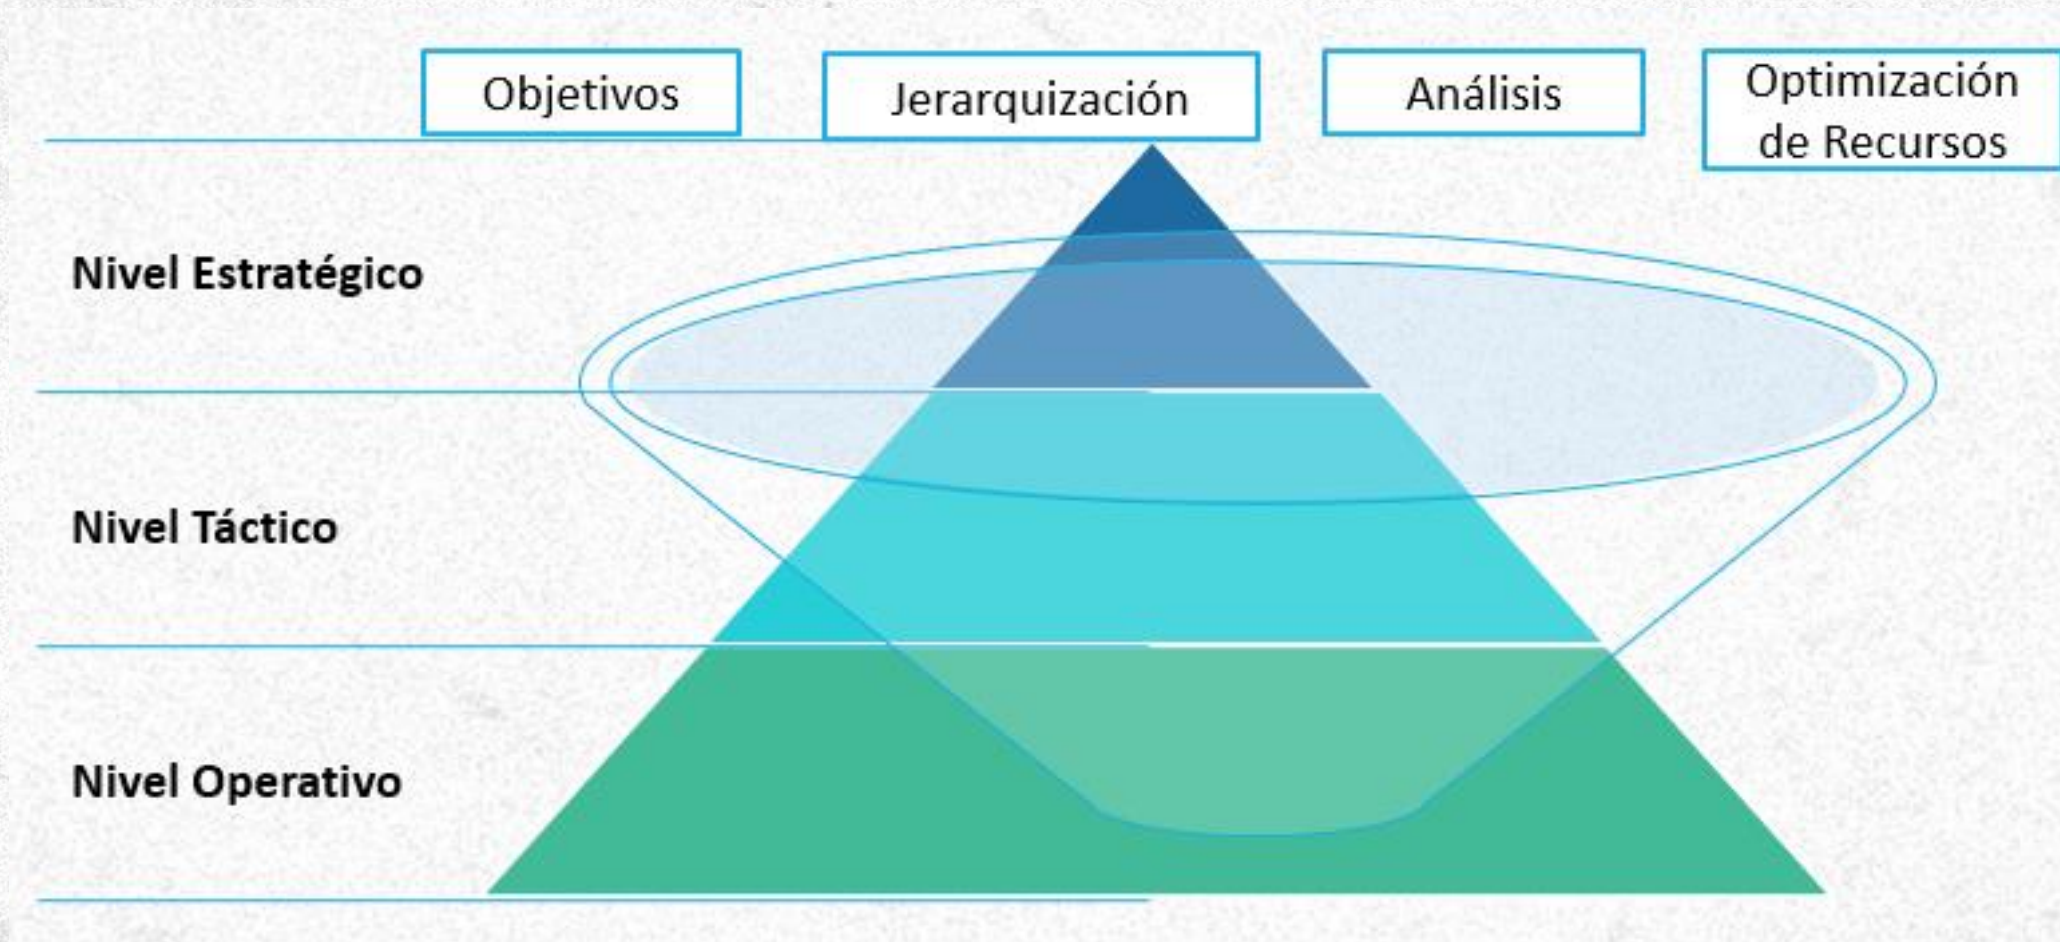 Objetivos
Jerarquización
Análisis
Optimización
de Recursos
Nivel Estratégico
Nivel Táctico
Nivel Operativo